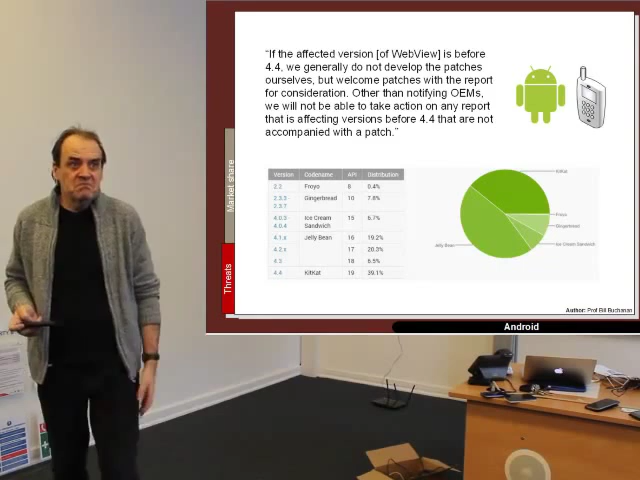 “If the affected version [of WebView] is before
4.4, we generally do not develop the patches
ourselves, but welcome patches with the report
for consideration. Other than notifying OEMs,
we will not be able to take action on any report
that is affecting versions before 4.4 that are not
accompanied with a patch.”
Market share
Threats
Version Codename API Distribution
2.2 Froyo 8 0.4%
2.3.3 - Gingerbread 10 7.8%
2.3.7
4.0.3 - Ice Cream 15 6.7%
4.0.4 Sandwich
4.1.x Jelly Bean 16 19.2%
4.2.x 17 20.3%
4.3 18 6.5%
4.4 KitKat 19 39.1%
KitKat
Froyo
Gingerbread
Ice Cream Sandwich
Jelly Bean
Author: Prof Bill Buchanan
Android